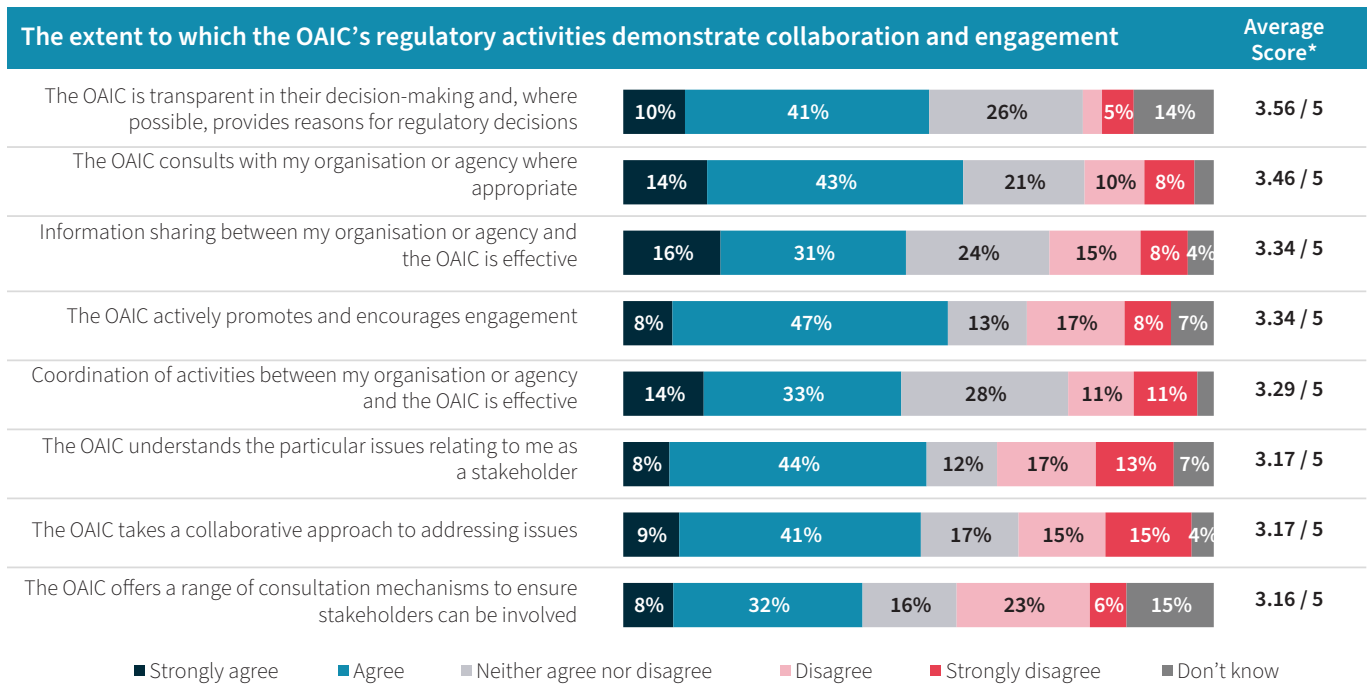 The extent to which the OAIC's regulatory activities demonstrate collaboration and engagement
Average
Score*
The OAIC is transparent in their decision-making and, where
possible, provides reasons for regulatory decisions
10% 41% 26% 5% 14%
3.56 / 5
The OAIC consults with my organisation or agency where
appropriate
14% 43% 21% 10% 8%
3.46 / 5
Information sharing between my organisation or agency and
the OAIC is effective
16% 31% 24% 15% 8% 4%
3.34 / 5
The OAIC actively promotes and encourages engagement
8% 47% 13% 17% 8% 7%
3.34 / 5
Coordination of activities between my organisation or agency
and the OAIC is effective
14% 33% 28% 11% 11%
3.29 / 5
The OAIC understands the particular issues relating to me as
a stakeholder
8% 44% 12% 17% 13% 7%
3.17 / 5
The OAIC takes a collaborative approach to addressing issues
9% 41% 17% 15% 15% 4%
3.17 / 5
The OAIC offers a range of consultation mechanisms to ensure
stakeholders can be involved
8% 32% 16% 23% 6% 15%
3.16 / 5
Strongly agree Agree Neither agree nor disagree Disagree Strongly disagree Don't know